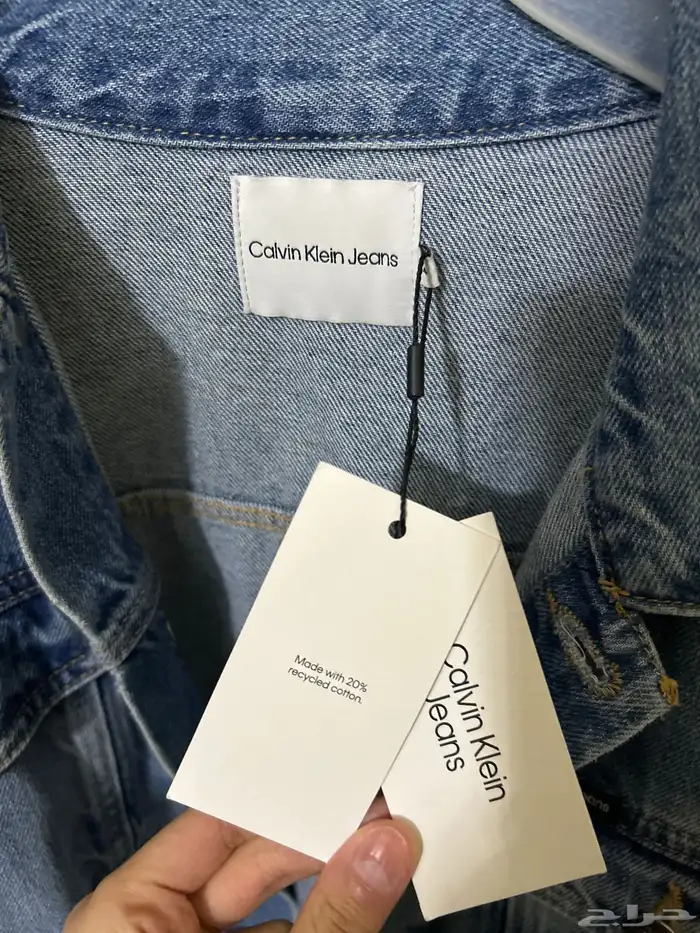 Calvin Klein Jeans
Made with 20%
recycled cotton.
Calvin Klein
Jeans
حراج